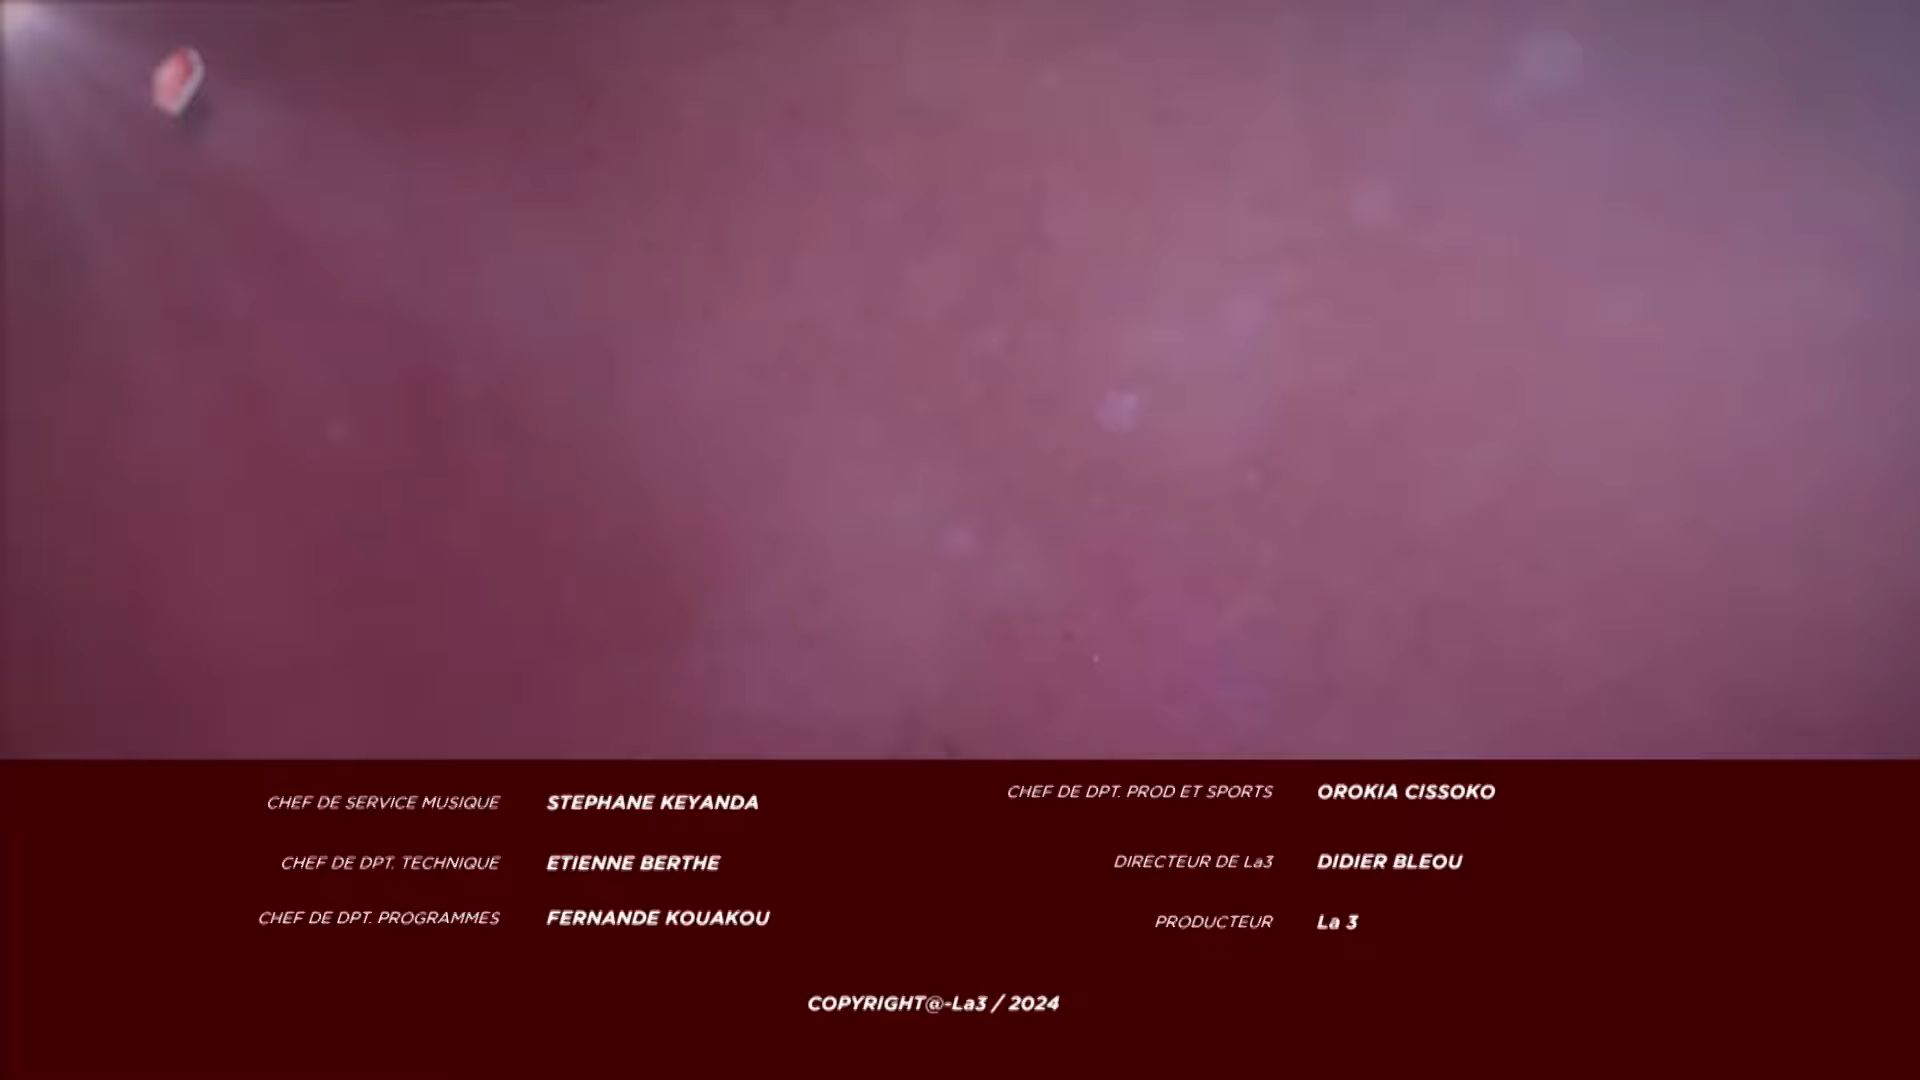 CHEF DE SERVICE MUSIQUE STEPHANE KEYANDA
CHEF DE DPT. TECHNIQUE ETIENNE BERTHE
CHEF DE DPT. PROGRAMMES FERNANDE KOUAKOU
CHEF DE DPT. PROD ET SPORTS OROKIA CISSOKO
DIRECTEUR DE La3 DIDIER BLEOU
PRODUCTEUR La 3
COPYRIGHT@-La3 / 2024